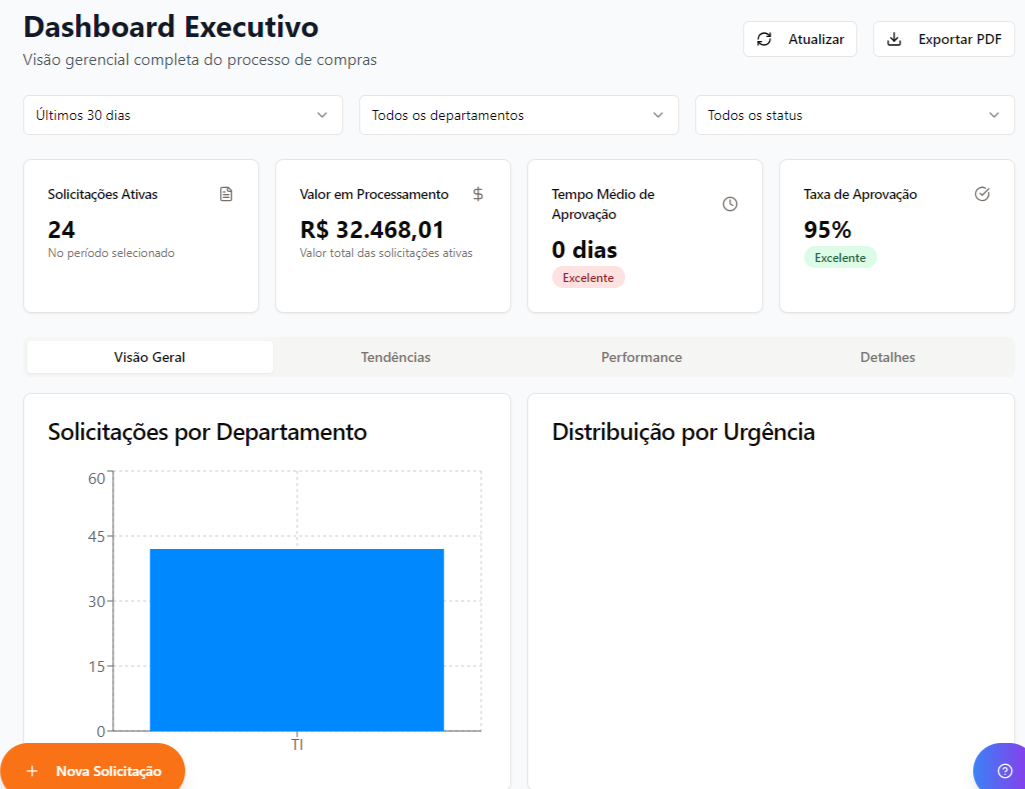 Dashboard Executivo
Visão gerencial completa do processo de compras
Atualizar
Exportar PDF
Últimos 30 dias
Todos os departamentos
Todos os status
Solicitações Ativas
24
No período selecionado
Valor em Processamento
R$ 32.468,01
Valor total das solicitações ativas
Tempo Médio de
Aprovação
0 dias
Excelente
Taxa de Aprovação
95%
Excelente
Visão Geral
Tendências
Performance
Detalhes
Solicitações por Departamento
60
45
30
15
0
TI
Distribuição por Urgência
+ Nova Solicitação
?